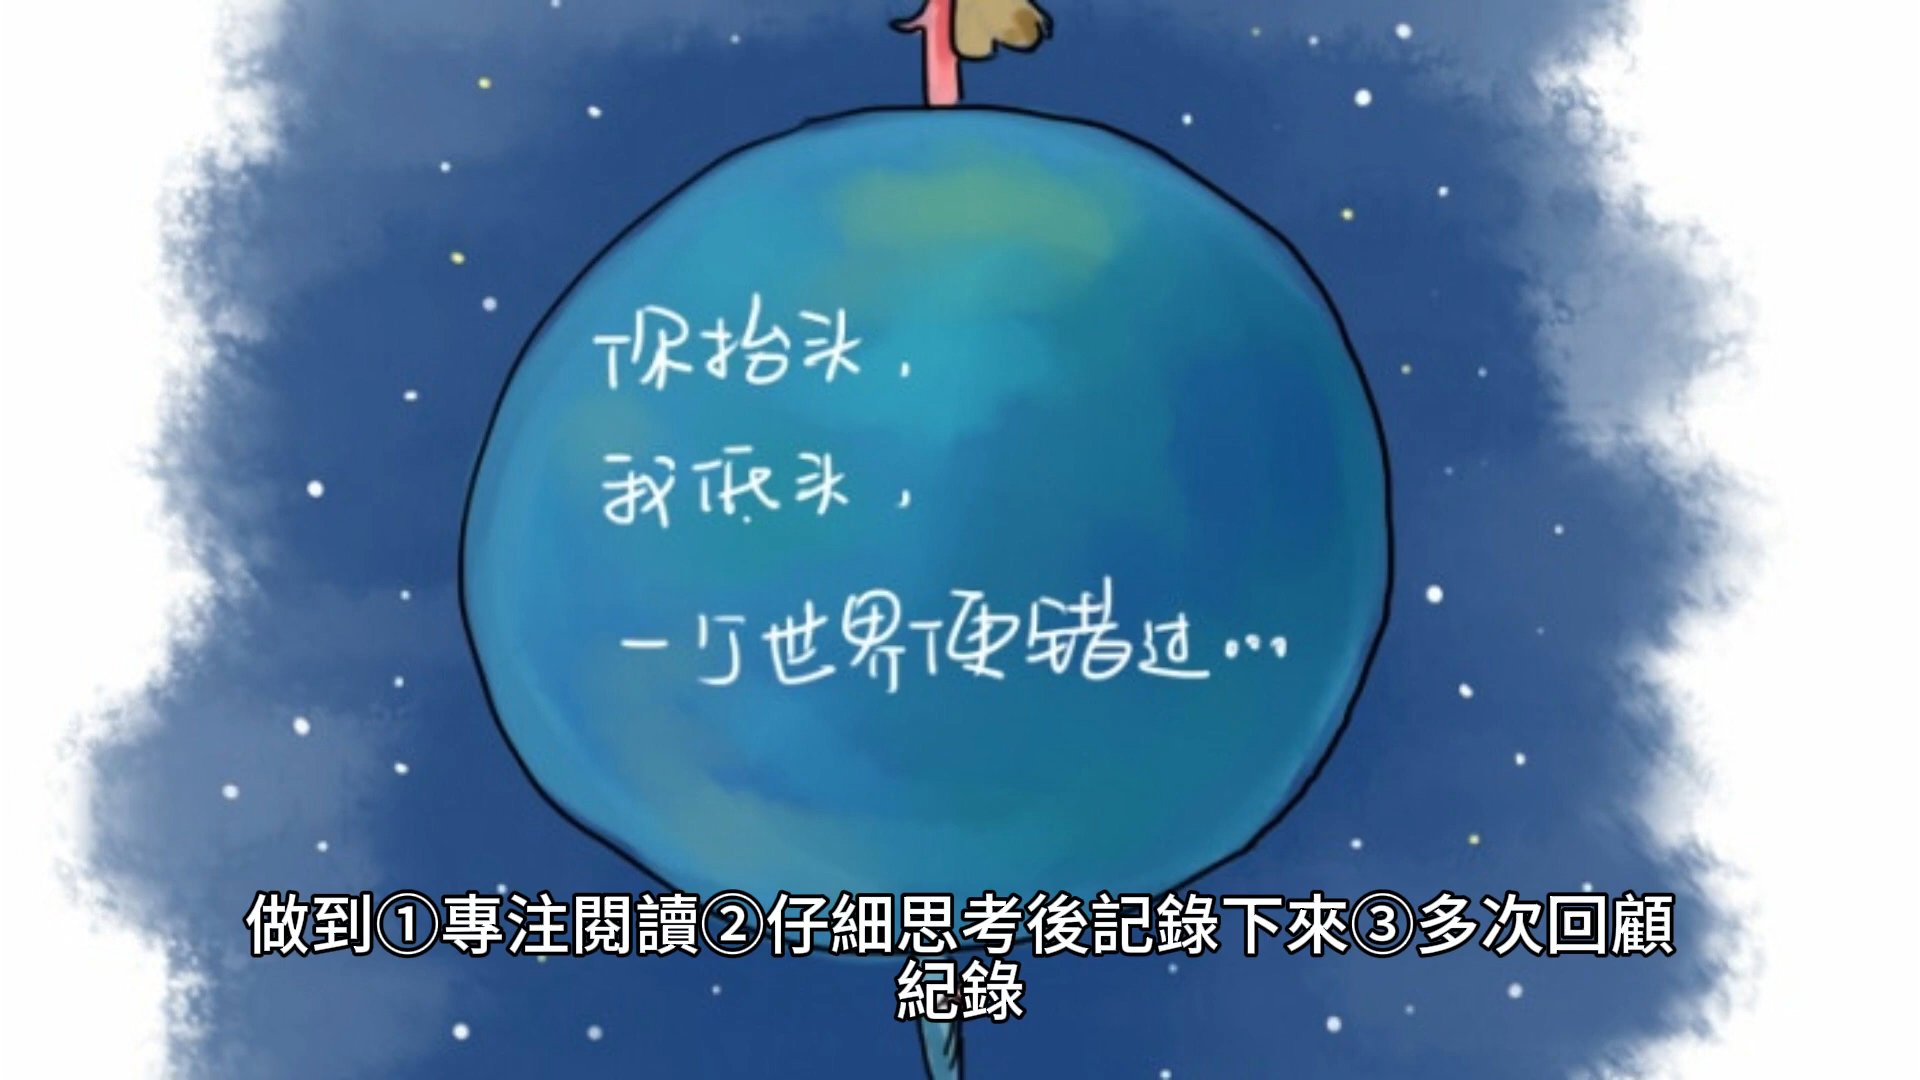 你抬头，
我低头，
一个世界便错过…
做到①專注閱讀②仔細思考後記錄下來③多次回顧
紀錄